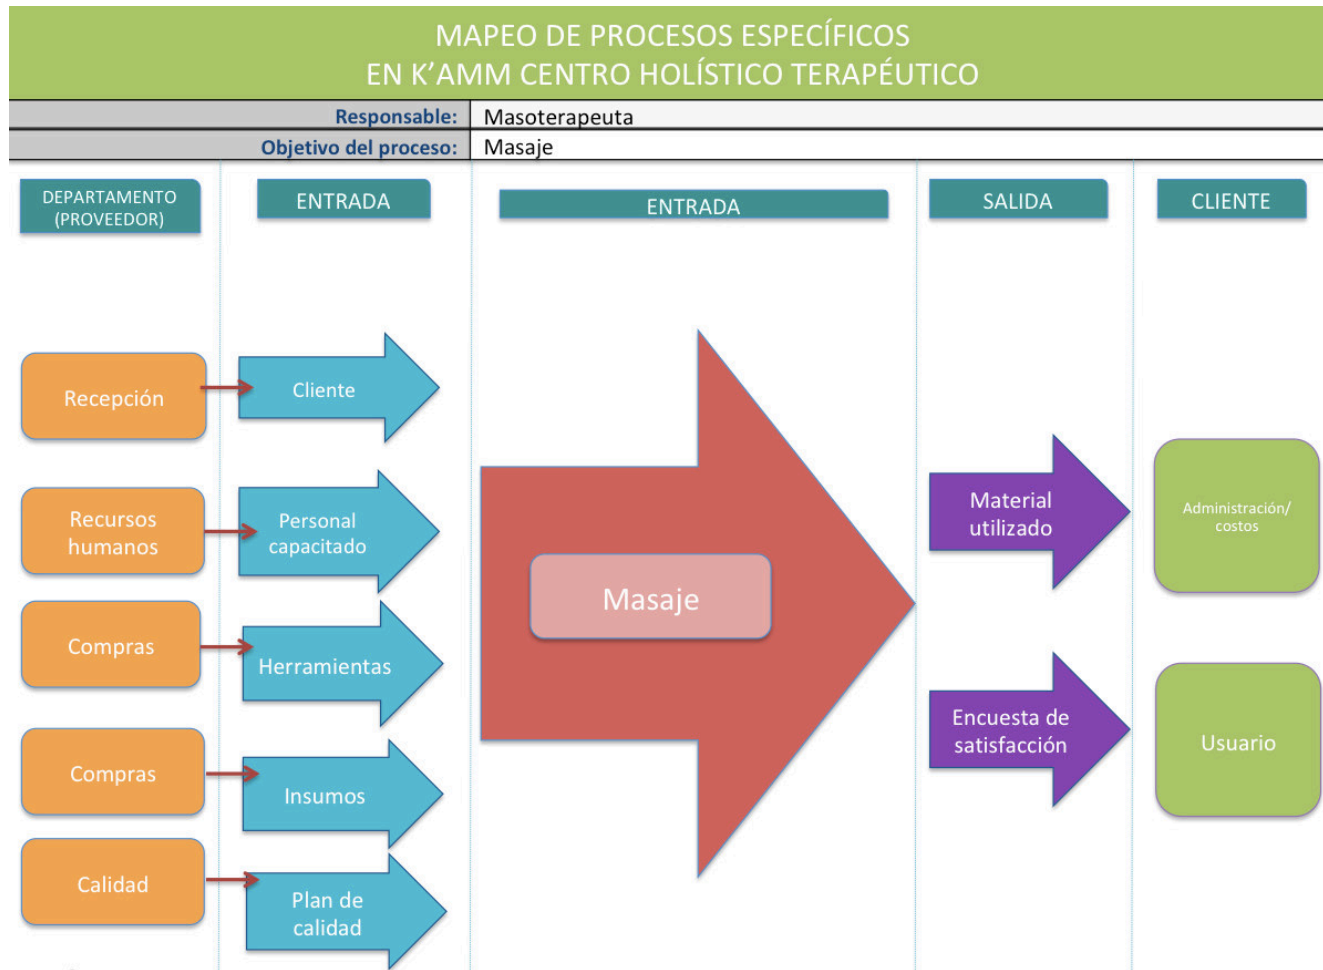 MAPEO DE PROCESOS ESPECÍFICOS
EN K’AMM CENTRO HOLÍSTICO TERAPÉUTICO
Responsable: Masoterapeuta
Objetivo del proceso: Masaje
DEPARTAMENTO
(PROVEEDOR)
ENTRADA
ENTRADA
SALIDA
CLIENTE
Recepción
Cliente
Recursos
humanos
Personal
capacitado
Compras
Herramientas
Compras
Insumos
Calidad
Plan de
calidad
Masaje
Material
utilizado
Encuesta de
satisfacción
Administración/
costos
Usuario